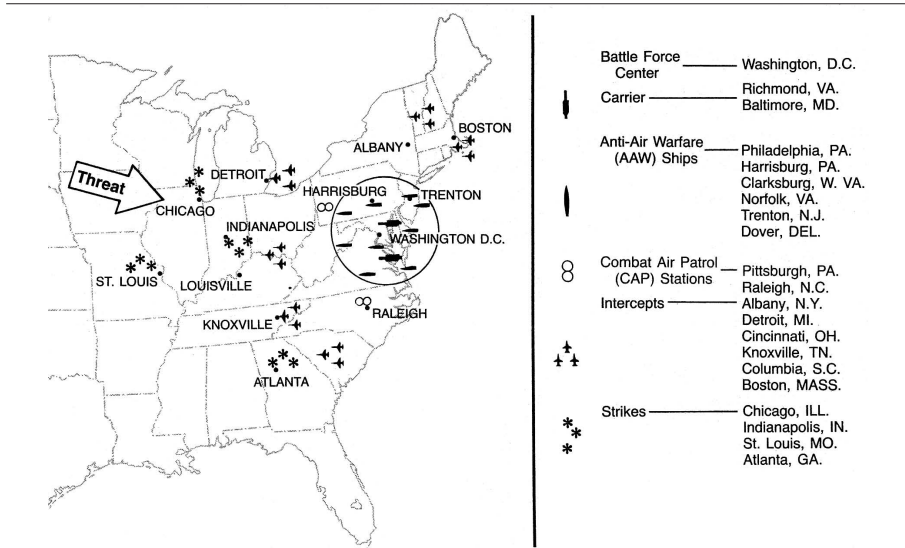 BOSTON
ALBANY
DETROIT
Threat
HARRISBURG
TRENTON
CHICAGO
INDIANAPOLIS
WASHINGTON D.C.
ST. LOUIS
LOUISVILLE
RALEIGH
KNOXVILLE
ATLANTA
Battle Force
Center
Washington, D.C.
Carrier
Richmond, VA.
Baltimore, MD.
Anti-Air Warfare
(AAW) Ships
Philadelphia, PA.
Harrisburg, PA.
Clarksburg, W. VA.
Norfolk, VA.
Trenton, N.J.
Dover, DEL.
Combat Air Patrol
(CAP) Stations
Pittsburgh, PA.
Raleigh, N.C.
Intercepts
Albany, N.Y.
Detroit, MI.
Cincinnati, OH.
Knoxville, TN.
Columbia, S.C.
Boston, MASS.
Strikes
Chicago, ILL.
Indianapolis, IN.
St. Louis, MO.
Atlanta, GA.